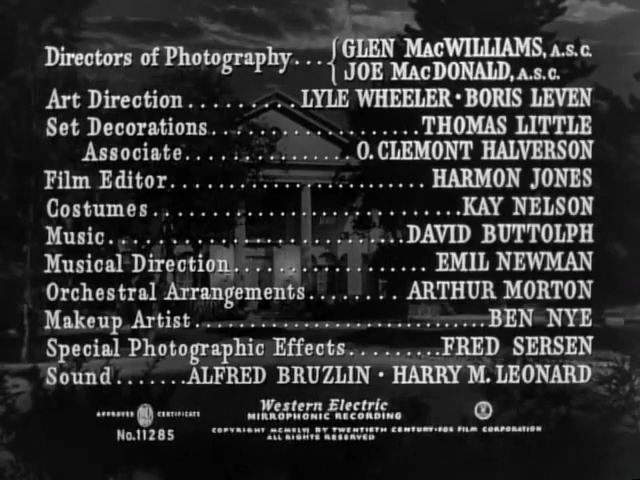 Directors of Photography...{GLEN MacWILLIAMS, A.S.C.
JOE MacDONALD, A.S.C.
Art Direction..........LYLE WHEELER • BORIS LEVEN
Set Decorations...................THOMAS LITTLE
Associate...............O. CLEMONT HALVERSON
Film Editor.......................HARMON JONES
Costumes...........................KAY NELSON
Music..........................DAVID BUTTOLPH
Musical Direction.................EMIL NEWMAN
Orchestral Arrangements........ARTHUR MORTON
Makeup Artist..........................BEN NYE
Special Photographic Effects.........FRED SERSEN
Sound.......ALFRED BRUZLIN • HARRY M. LEONARD
APPROVED CERTIFICATE
No. 11285
Western Electric
MIRROPHONIC RECORDING
COPYRIGHT MCMXLVI BY TWENTIETH CENTURY-FOX FILM CORPORATION
ALL RIGHTS RESERVED